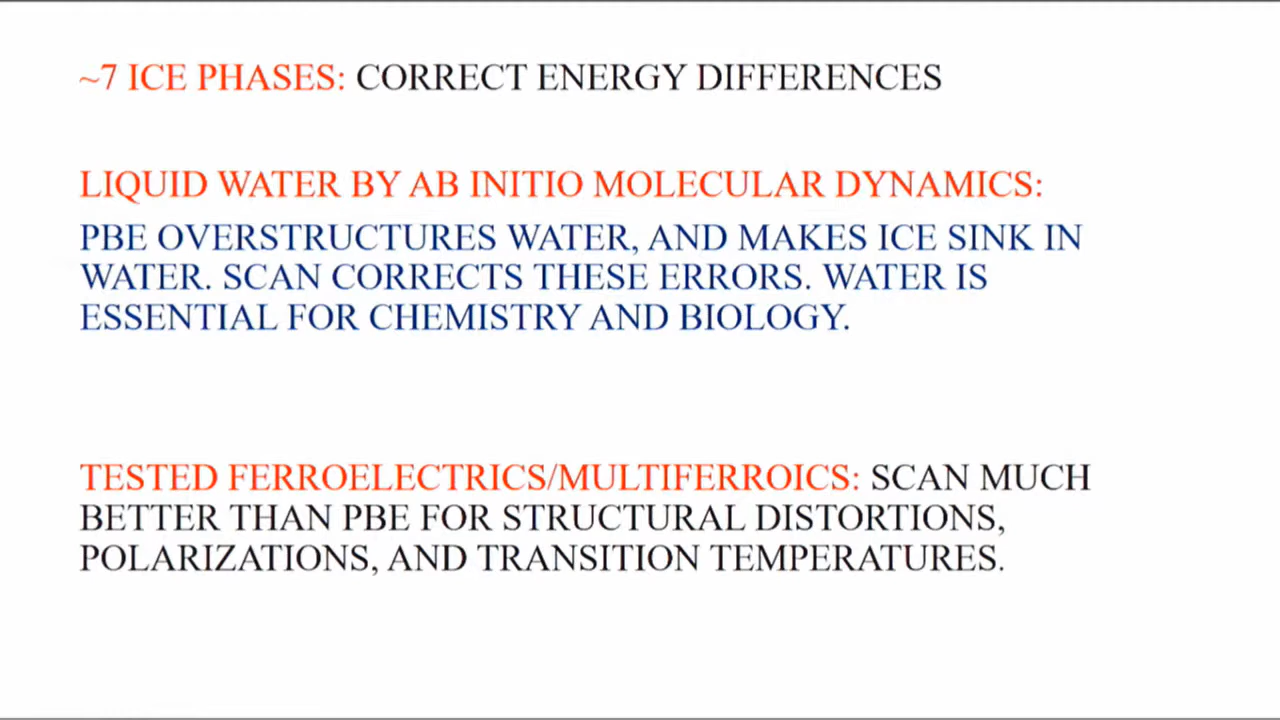 ~7 ICE PHASES: CORRECT ENERGY DIFFERENCES
LIQUID WATER BY AB INITIO MOLECULAR DYNAMICS:
PBE OVERSTRUCTURES WATER, AND MAKES ICE SINK IN
WATER. SCAN CORRECTS THESE ERRORS. WATER IS
ESSENTIAL FOR CHEMISTRY AND BIOLOGY.
TESTED FERROELECTRICS/MULTIFERROICS: SCAN MUCH
BETTER THAN PBE FOR STRUCTURAL DISTORTIONS,
POLARIZATIONS, AND TRANSITION TEMPERATURES.